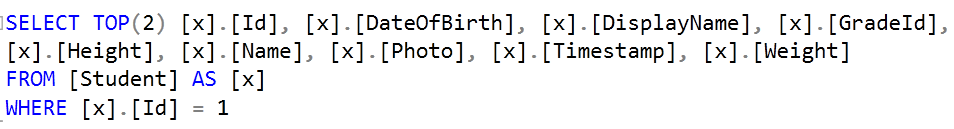 SELECT TOP(2) [x].[Id], [x].[DateOfBirth], [x].[DisplayName], [x].[GradeId],
[x].[Height], [x].[Name], [x].[Photo], [x].[Timestamp], [x].[Weight]
FROM [Student] AS [x]
WHERE [x].[Id] = 1